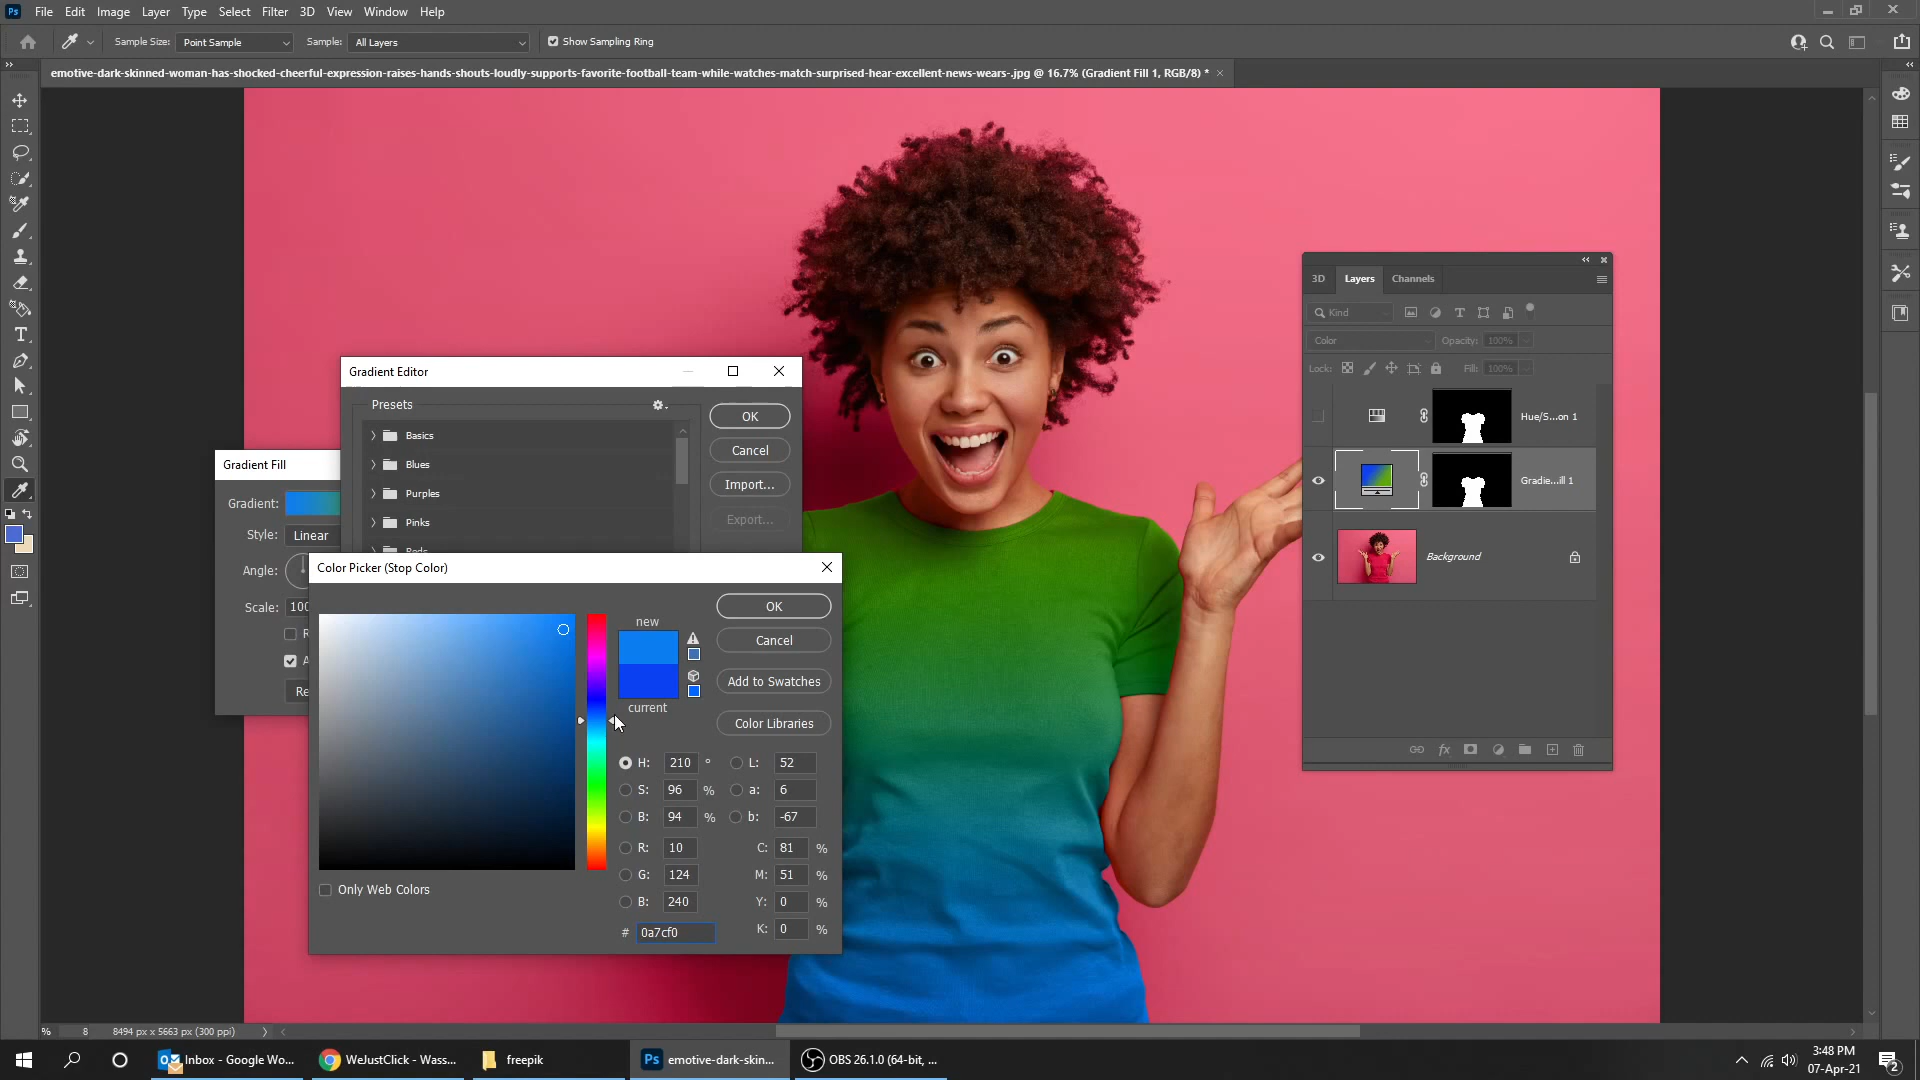 Ps File Edit Image Layer Type Select Filter 3D View Window Help
Sample Size: Point Sample Sample: All Layers Show Sampling Ring
emotive-dark-skinned-woman-has-shocked-cheerful-expression-raises-hands-shouts-loudly-supports-favorite-football-team-while-watches-match-surprised-hear-excellent-news-wears-.jpg @ 16.7% (Gradient Fill 1, RGB/8) *
Gradient Editor
Presets
Basics
Blues
Purples
Pinks
Reds
OK
Cancel
Import...
Export...
Gradient Fill
Gradient:
Style: Linear
Angle:
Scale: 100
R
A
Re
Color Picker (Stop Color)
new
current
OK
Cancel
Add to Swatches
Color Libraries
H: 210 ° L: 52
S: 96 % a: 6
B: 94 % b: -67
R: 10 C: 81 %
G: 124 M: 51 %
B: 240 Y: 0 %
# 0a7cf0 K: 0 %
Only Web Colors
3D Layers Channels
Kind
Color Opacity: 100%
Lock: Fill: 100%
Hue/S...on 1
Gradie...ill 1
Background
% 8 8494 px x 5663 px (300 ppi)
Inbox - Google Wo... WeJustClick - Wass... freepik Ps emotive-dark-skin... OBS 26.1.0 (64-bit, ...
3:48 PM
07-Apr-21
2